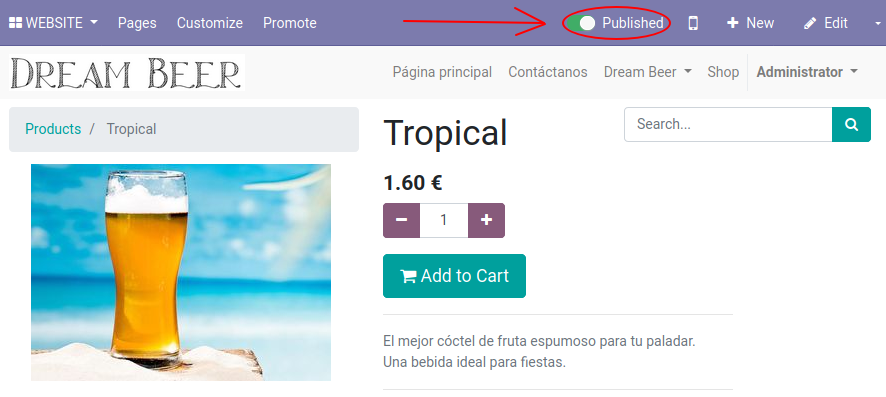 WEBSITE Pages Customize Promote Published New Edit
DREAM BEER Página principal Contáctanos Dream Beer Shop Administrator
Products / Tropical
Tropical
Search...
1.60 €
1
Add to Cart
El mejor cóctel de fruta espumoso para tu paladar.
Una bebida ideal para fiestas.